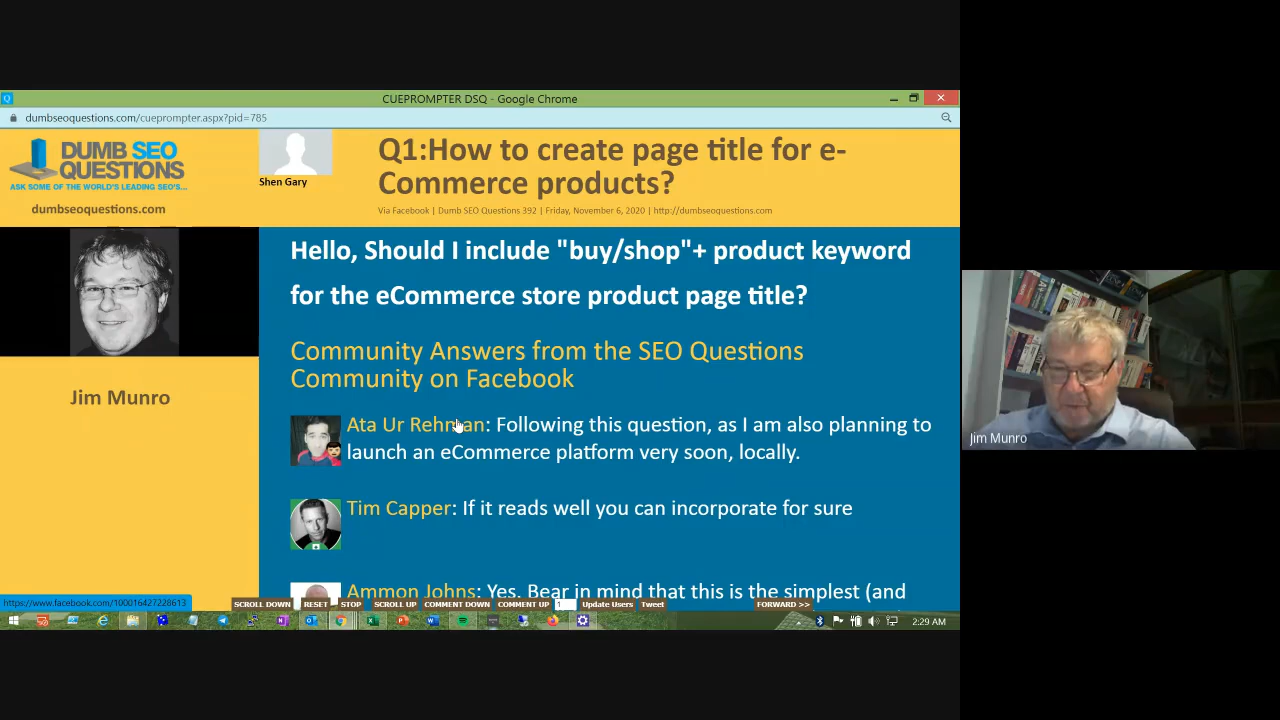 CUEPROMPTER DSQ - Google Chrome
dumbseoquestions.com/cueprompter.aspx?pid=785
DUMB SEO
QUESTIONS
ASK SOME OF THE WORLD'S LEADING SEO'S...
dumbseoquestions.com
Shen Gary
Q1:How to create page title for e-
Commerce products?
Via Facebook | Dumb SEO Questions 392 | Friday, November 6, 2020 | http://dumbseoquestions.com
Jim Munro
Hello, Should I include "buy/shop"+ product keyword
for the eCommerce store product page title?
Community Answers from the SEO Questions
Community on Facebook
Ata Ur Rehman: Following this question, as I am also planning to
launch an eCommerce platform very soon, locally.
Tim Capper: If it reads well you can incorporate for sure
Ammon Johns: Yes. Bear in mind that this is the simplest (and
https://www.facebook.com/100016427228613
SCROLL DOWN RESET STOP SCROLL UP COMMENT DOWN COMMENT UP 1 Update Users Tweet FORWARD >>
2:29 AM
Jim Munro